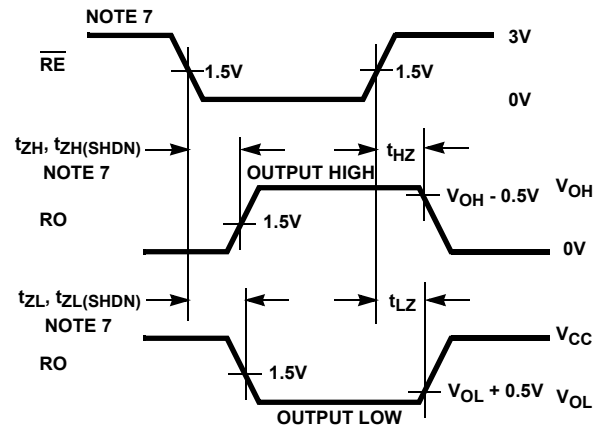 NOTE 7
3V
RE
1.5V
1.5V
0V
tZH, tZH(SHDN)
NOTE 7
tHZ
OUTPUT HIGH
VOH - 0.5V
VOH
RO
1.5V
0V
tZL, tZL(SHDN)
NOTE 7
tLZ
VCC
RO
1.5V
VOL + 0.5V
VOL
OUTPUT LOW